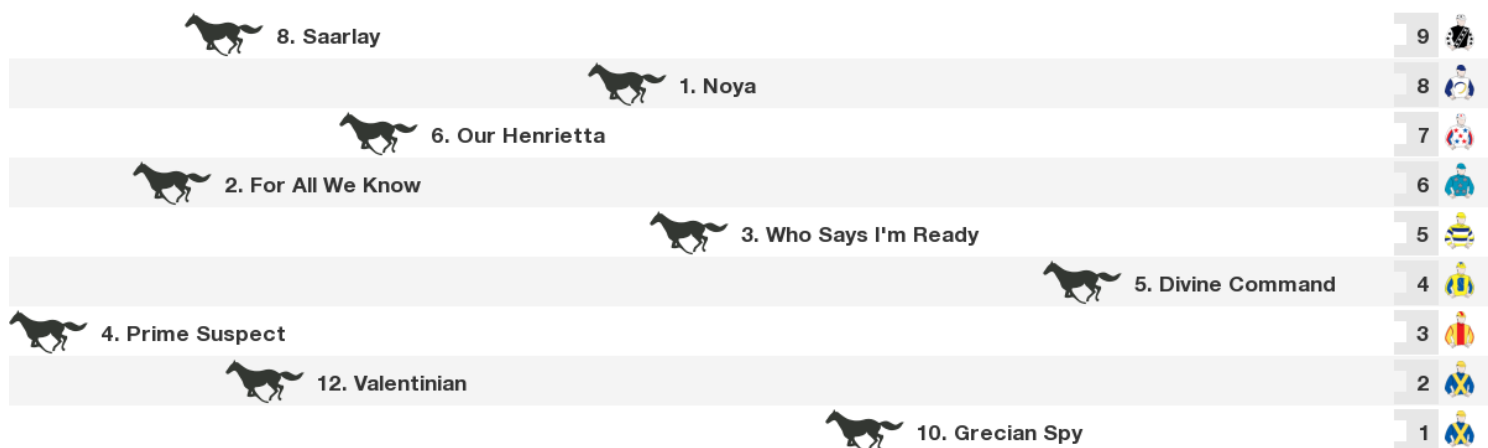 8. Saarlay 9
1. Noya 8
6. Our Henrietta 7
2. For All We Know 6
3. Who Says I'm Ready 5
5. Divine Command 4
4. Prime Suspect 3
12. Valentinian 2
10. Grecian Spy 1